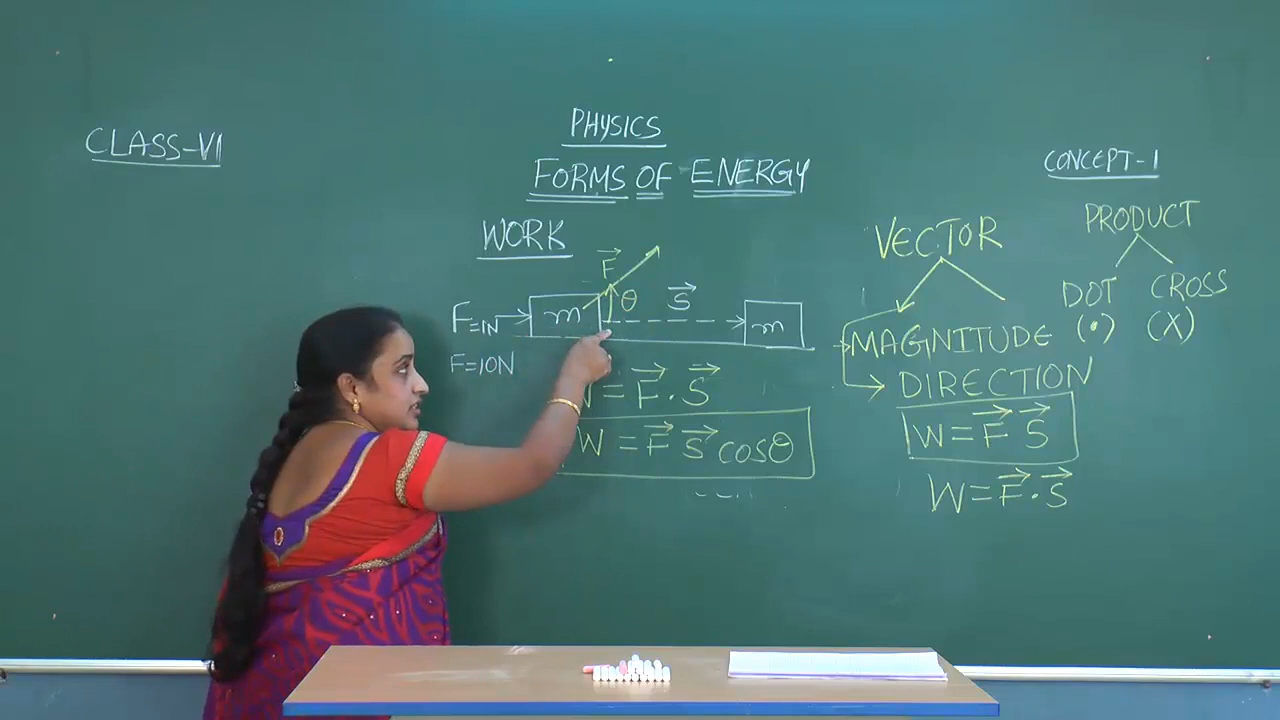 CLASS-VI
PHYSICS
FORMS OF ENERGY
CONCEPT-1
WORK
F
θ
S
F=1N
m
m
F=10N
= F . S
W = F S cosθ
VECTOR
MAGNITUDE
DIRECTION
W = F S
W = F . S
PRODUCT
DOT CROSS
(•) (X)